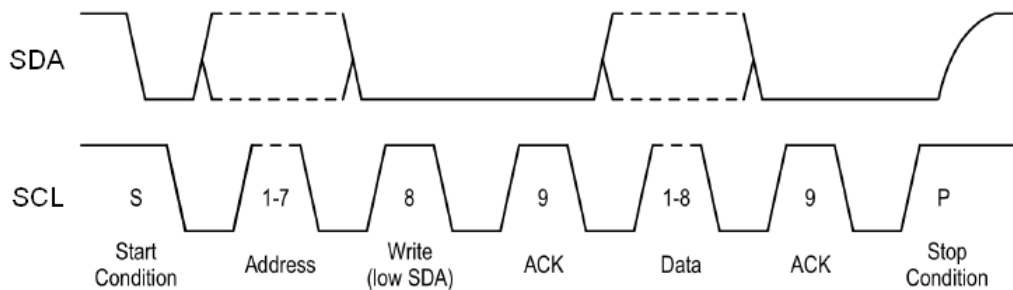 SDA
SCL
S 1-7 8 9 1-8 9 P
Start Condition
Address
Write (low SDA)
ACK
Data
ACK
Stop Condition